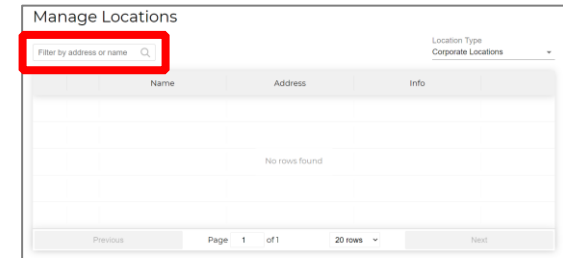 Manage Locations
Location Type
Filter by address or name
Corporate Locations
Name Address Info
No rows found
Previous Page 1 of 1 20 rows Next